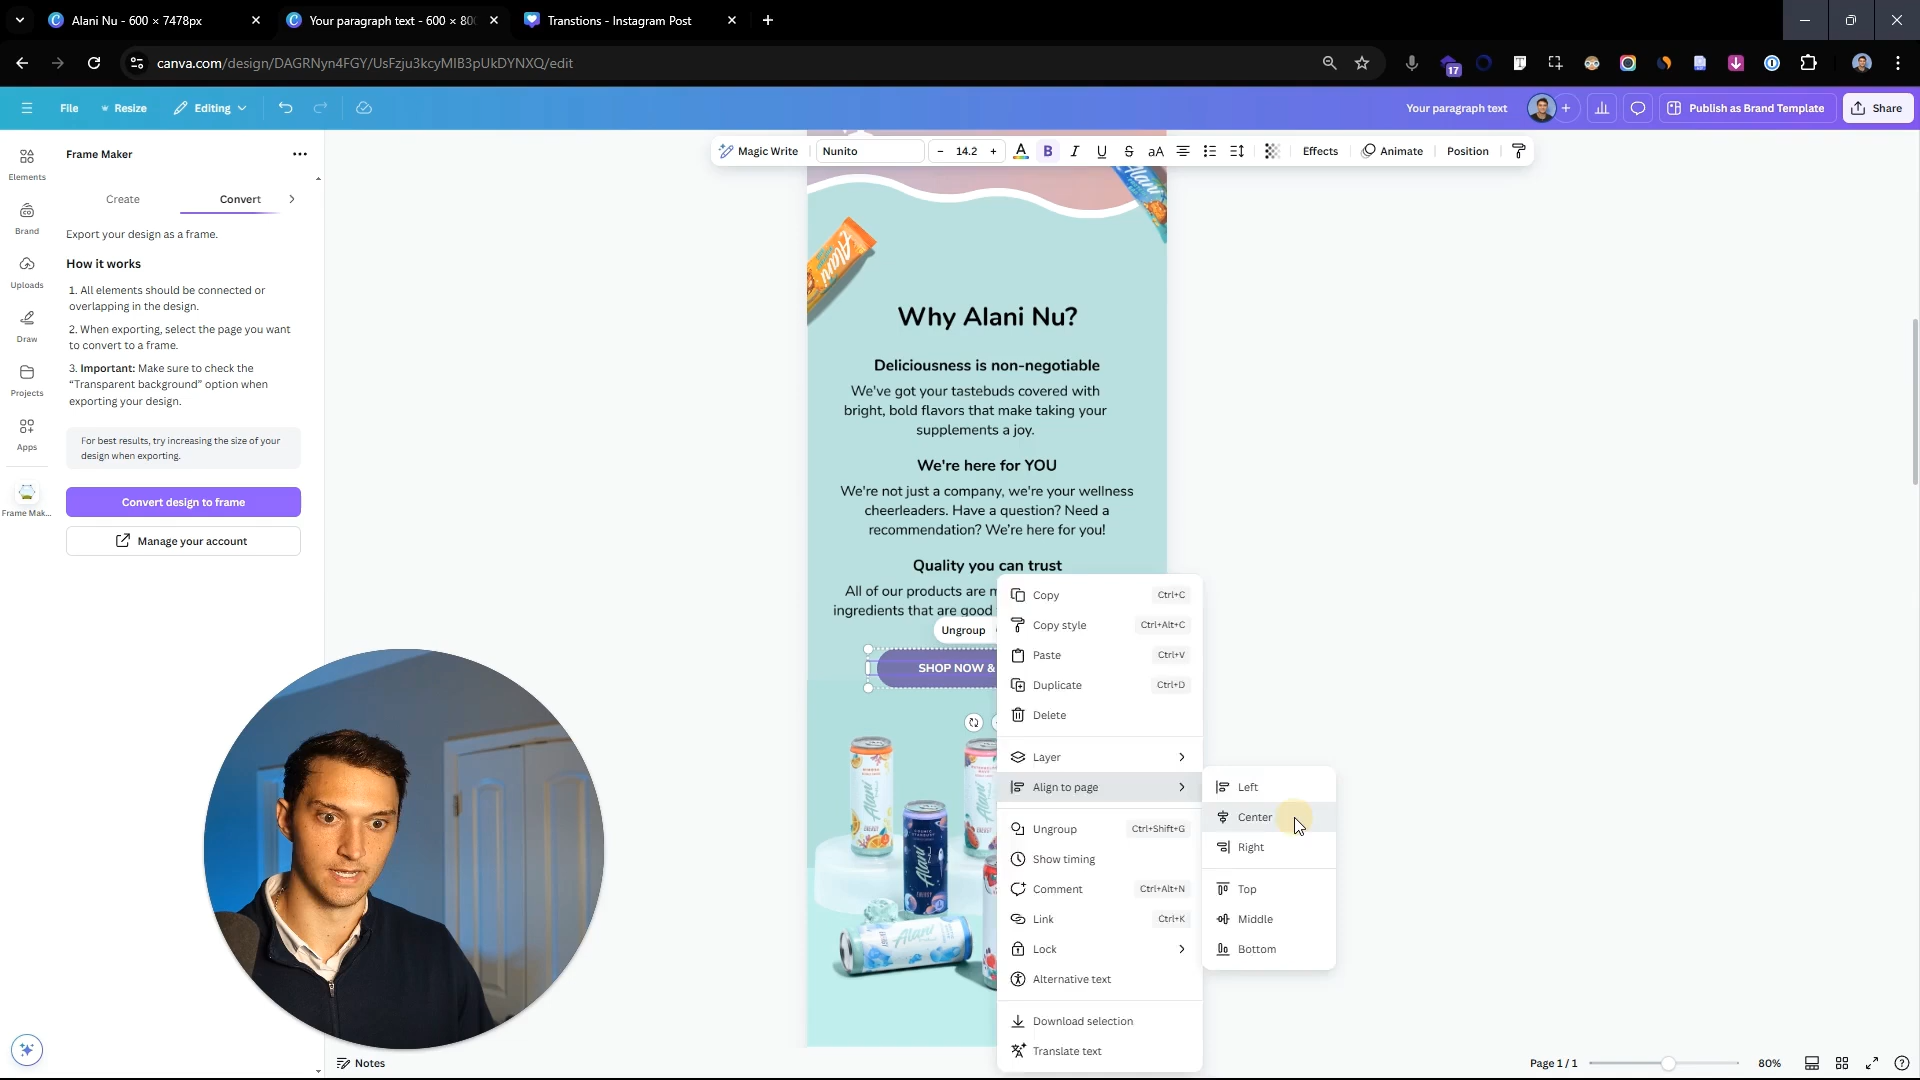 Alani Nu - 600 × 7478px
Your paragraph text - 600 × 80
Transtions - Instagram Post
canva.com/design/DAGRNyn4FGY/UsFzju3kcyMIB3pUkDYNXQ/edit
17
File
Resize
Editing
Your paragraph text
Publish as Brand Template
Share
Elements
Brand
Uploads
Draw
Projects
Apps
Frame Mak...
Frame Maker
Create
Convert
Export your design as a frame.
How it works
1. All elements should be connected or
overlapping in the design.
2. When exporting, select the page you want
to convert to a frame.
3. Important: Make sure to check the
"Transparent background" option when
exporting your design.
For best results, try increasing the size of your
design when exporting.
Convert design to frame
Manage your account
Magic Write
Nunito
– 14.2 +
A
B
I
U
S
aA
Effects
Animate
Position
Alani
Alani
Why Alani Nu?
Deliciousness is non-negotiable
We've got your tastebuds covered with
bright, bold flavors that make taking your
supplements a joy.
We're here for YOU
We're not just a company, we're your wellness
cheerleaders. Have a question? Need a
recommendation? We're here for you!
Quality you can trust
All of our products are m
ingredients that are good
Ungroup
SHOP NOW &
Alani
Alani
Alani
Alani
ENERGY
Copy Ctrl+C
Copy style Ctrl+Alt+C
Paste Ctrl+V
Duplicate Ctrl+D
Delete
Layer
Align to page
Ungroup Ctrl+Shift+G
Show timing
Comment Ctrl+Alt+N
Link Ctrl+K
Lock
Alternative text
Download selection
Translate text
Left
Center
Right
Top
Middle
Bottom
Notes
Page 1 / 1
80%